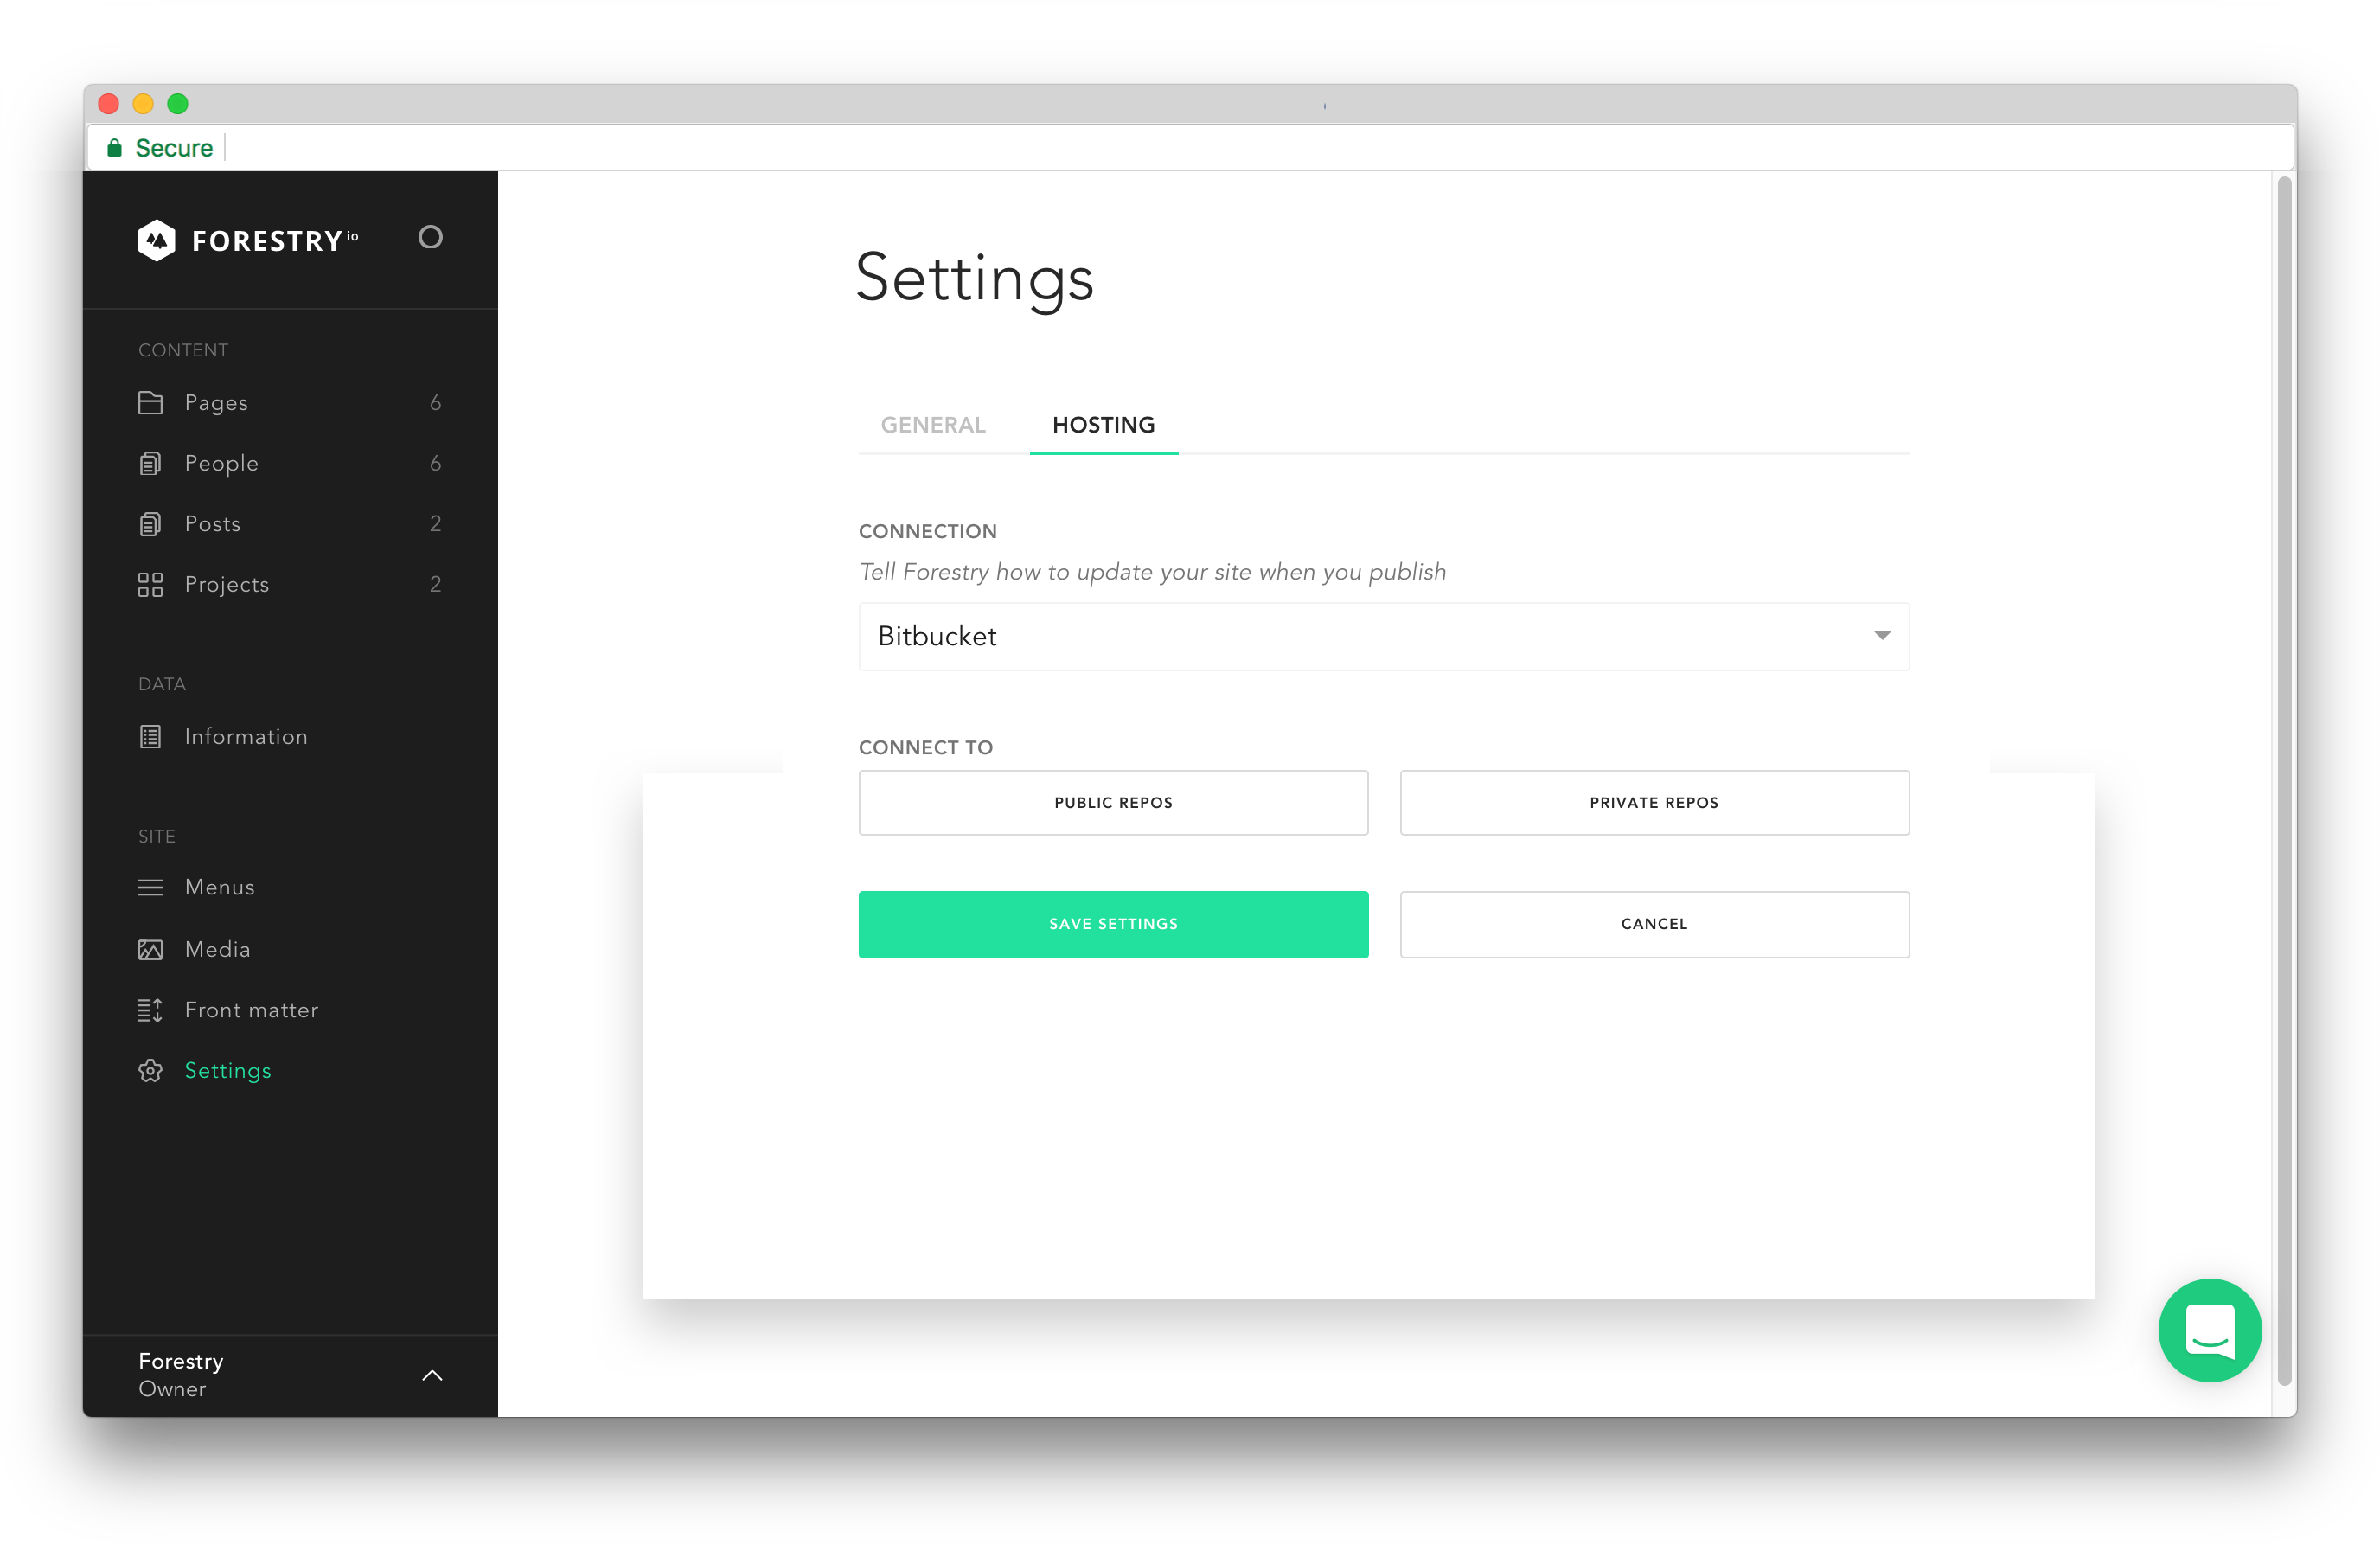 Secure
FORESTRY io
CONTENT
Pages 6
People 6
Posts 2
Projects 2
DATA
Information
SITE
Menus
Media
Front matter
Settings
Forestry
Owner
Settings
GENERAL HOSTING
CONNECTION
Tell Forestry how to update your site when you publish
Bitbucket
CONNECT TO
PUBLIC REPOS PRIVATE REPOS
SAVE SETTINGS CANCEL